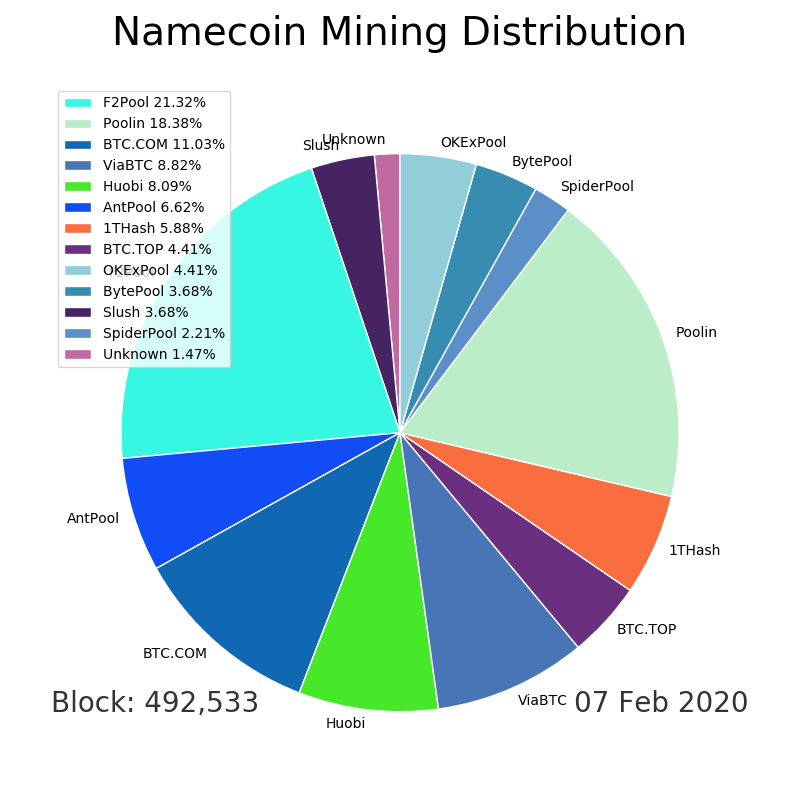 Namecoin Mining Distribution
F2Pool 21.32%
Poolin 18.38%
BTC.COM 11.03%
ViaBTC 8.82%
Huobi 8.09%
AntPool 6.62%
1THash 5.88%
BTC.TOP 4.41%
OKExPool 4.41%
BytePool 3.68%
Slush 3.68%
SpiderPool 2.21%
Unknown 1.47%
Slush
Unknown
OKExPool
BytePool
SpiderPool
Poolin
1THash
BTC.TOP
ViaBTC
Huobi
BTC.COM
AntPool
Block: 492,533
07 Feb 2020